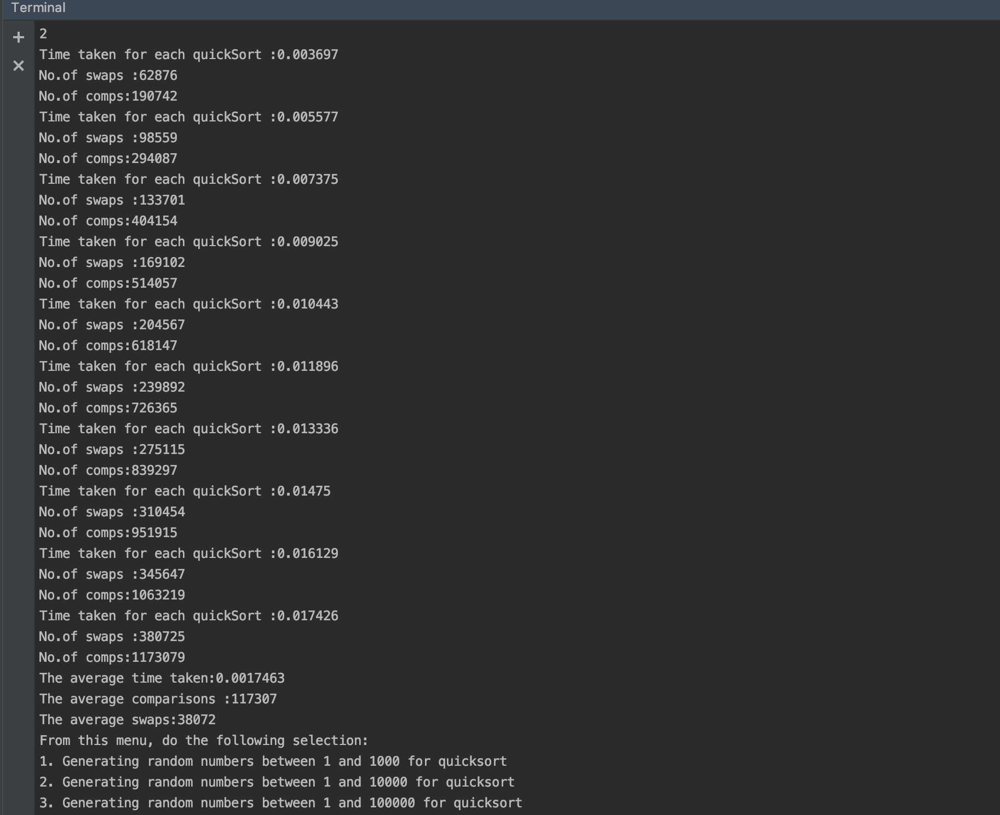 Terminal
2
Time taken for each quickSort :0.003697
No.of swaps :62876
No.of comps:190742
Time taken for each quickSort :0.005577
No.of swaps :98559
No.of comps:294087
Time taken for each quickSort :0.007375
No.of swaps :133701
No.of comps:404154
Time taken for each quickSort :0.009025
No.of swaps :169102
No.of comps:514057
Time taken for each quickSort :0.010443
No.of swaps :204567
No.of comps:618147
Time taken for each quickSort :0.011896
No.of swaps :239892
No.of comps:726365
Time taken for each quickSort :0.013336
No.of swaps :275115
No.of comps:839297
Time taken for each quickSort :0.01475
No.of swaps :310454
No.of comps:951915
Time taken for each quickSort :0.016129
No.of swaps :345647
No.of comps:1063219
Time taken for each quickSort :0.017426
No.of swaps :380725
No.of comps:1173079
The average time taken:0.0017463
The average comparisons :117307
The average swaps:38072
From this menu, do the following selection:
1. Generating random numbers between 1 and 1000 for quicksort
2. Generating random numbers between 1 and 10000 for quicksort
3. Generating random numbers between 1 and 100000 for quicksort